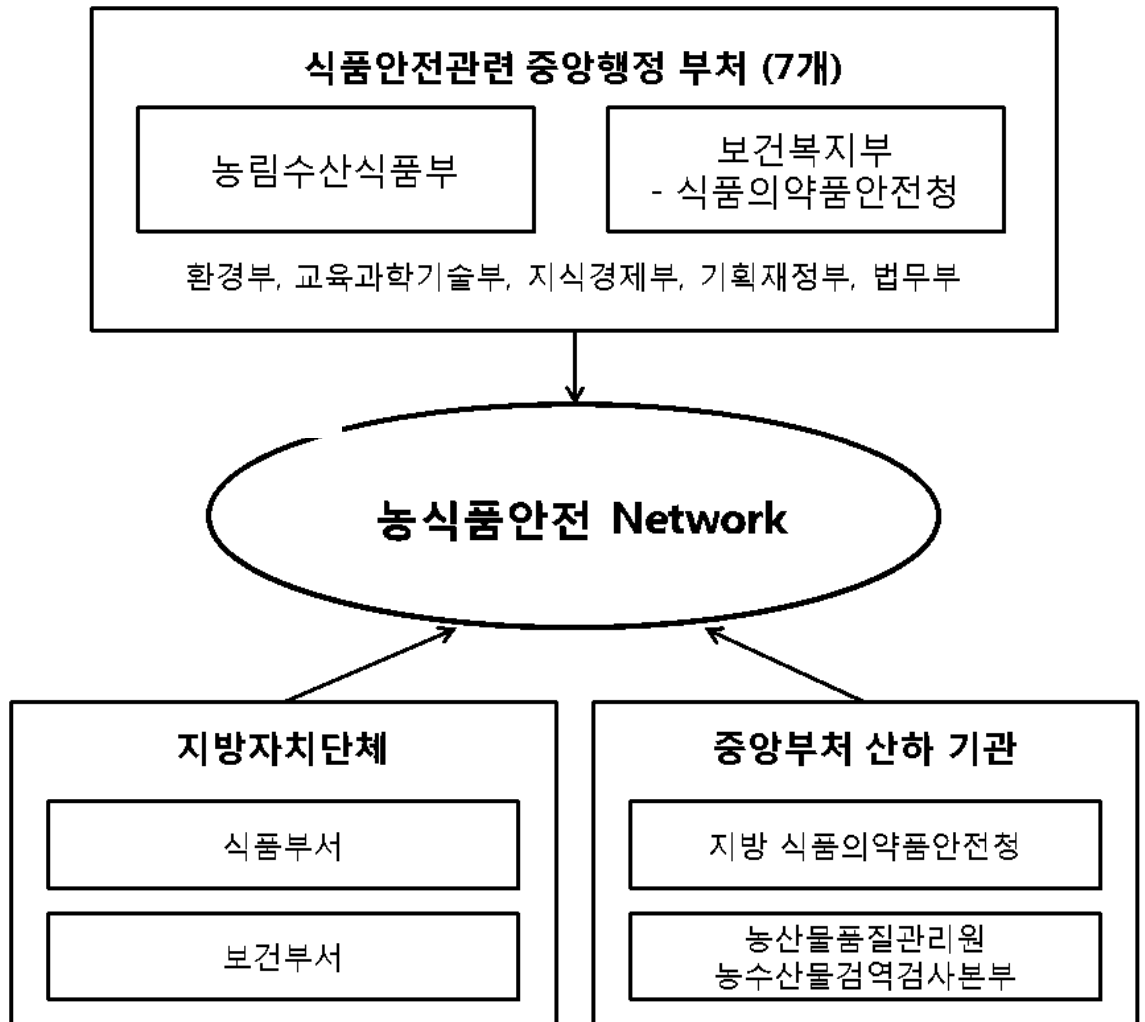 식품안전관련 중앙행정 부처 (7개)
농림수산식품부
보건복지부
- 식품의약품안전청
환경부, 교육과학기술부, 지식경제부, 기획재정부, 법무부
농식품안전 Network
지방자치단체
식품부서
보건부서
중앙부처 산하 기관
지방 식품의약품안전청
농산물품질관리원
농수산물검역검사본부